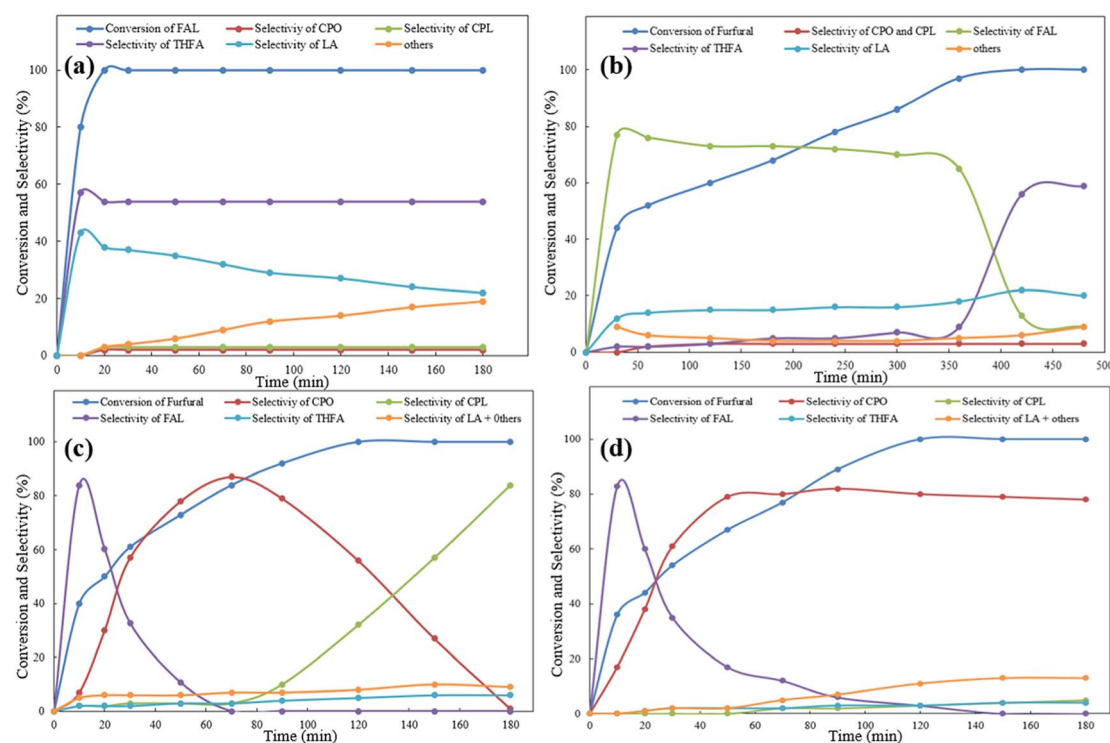 Conversion of FAL Selectiviy of CPO Selectivity of CPL
Selectivity of THFA Selectivity of LA others
(a)
Conversion and Selectivity (%)
100
80
60
40
20
0
0 20 40 60 80 100 120 140 160 180
Time (min)
Conversion of Furfural Selectiviy of CPO and CPL Selectivity of FAL
Selectivity of THFA Selectivity of LA others
(b)
Conversion and Selectivity (%)
100
80
60
40
20
0
0 50 100 150 200 250 300 350 400 450 500
Time (min)
Conversion of Furfural Selectiviy of CPO Selectivity of CPL
Selectivity of FAL Selectivity of THFA Selectivity of LA + 0thers
(c)
Conversion and Selectivity (%)
100
80
60
40
20
0
0 20 40 60 80 100 120 140 160 180
Time (min)
Conversion of Furfural Selectiviy of CPO Selectivity of CPL
Selectivity of FAL Selectivity of THFA Selectivity of LA + others
(d)
Conversion and Selectivity (%)
100
80
60
40
20
0
0 20 40 60 80 100 120 140 160 180
Time (min)